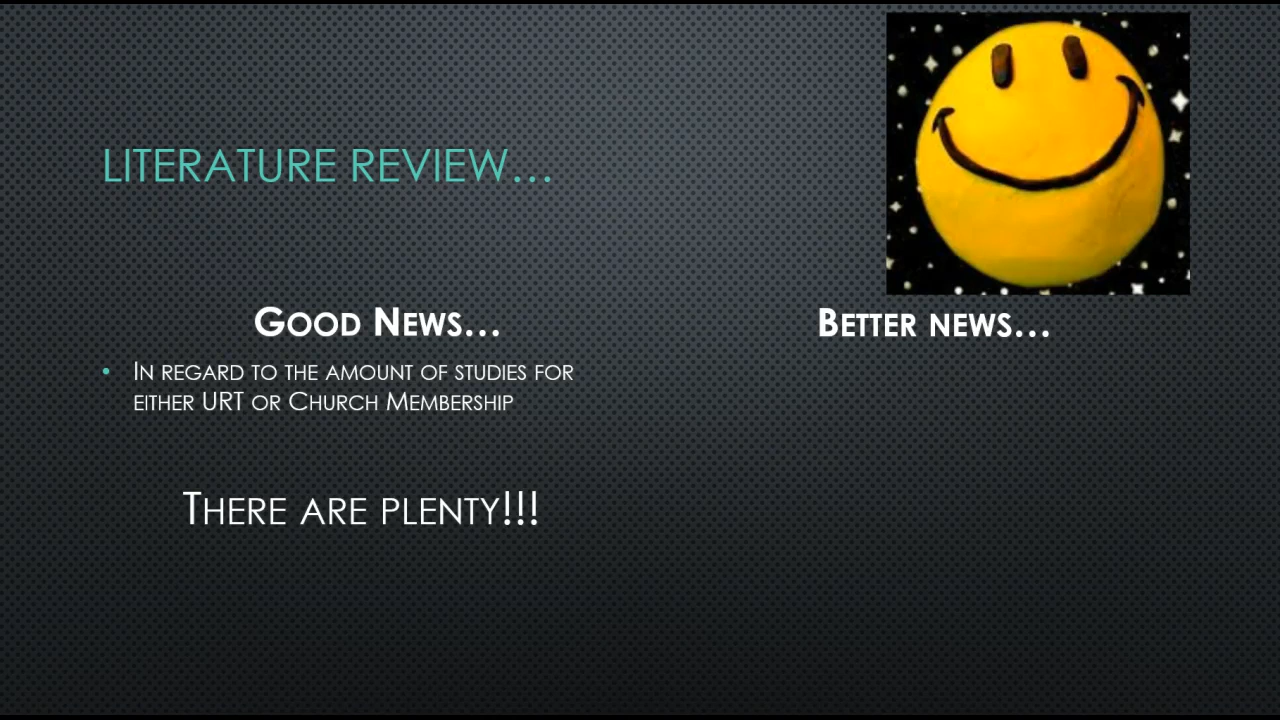 LITERATURE REVIEW...
GOOD NEWS...
BETTER NEWS...
• IN REGARD TO THE AMOUNT OF STUDIES FOR
EITHER URT OR CHURCH MEMBERSHIP
THERE ARE PLENTY!!!